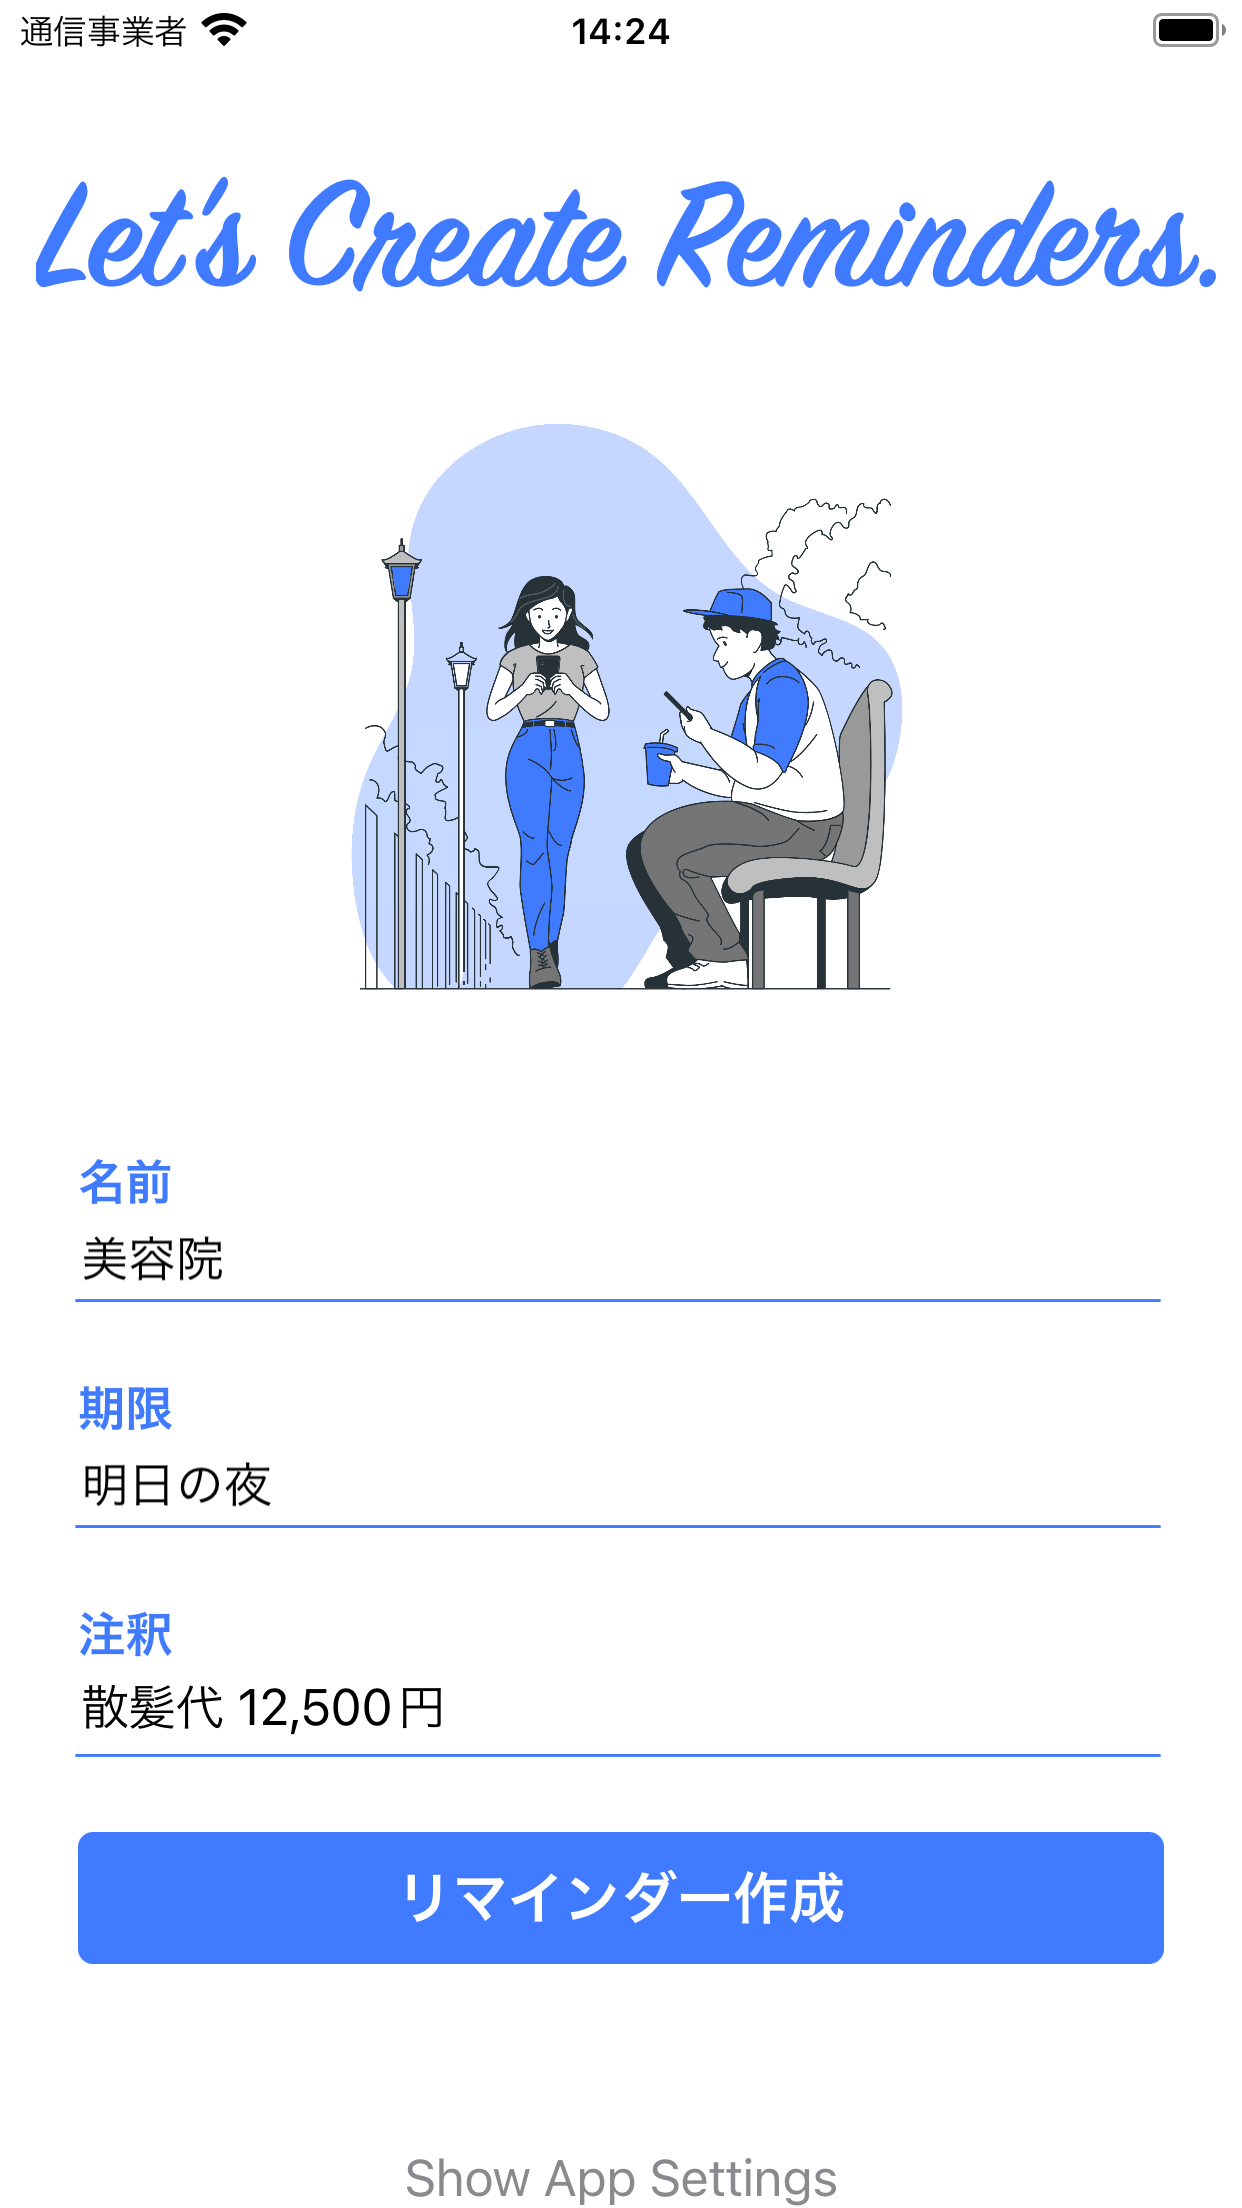 通信事業者 14:24
Let's Create Reminders.
名前
美容院
期限
明日の夜
注釈
散髪代 12,500円
リマインダー作成
Show App Settings